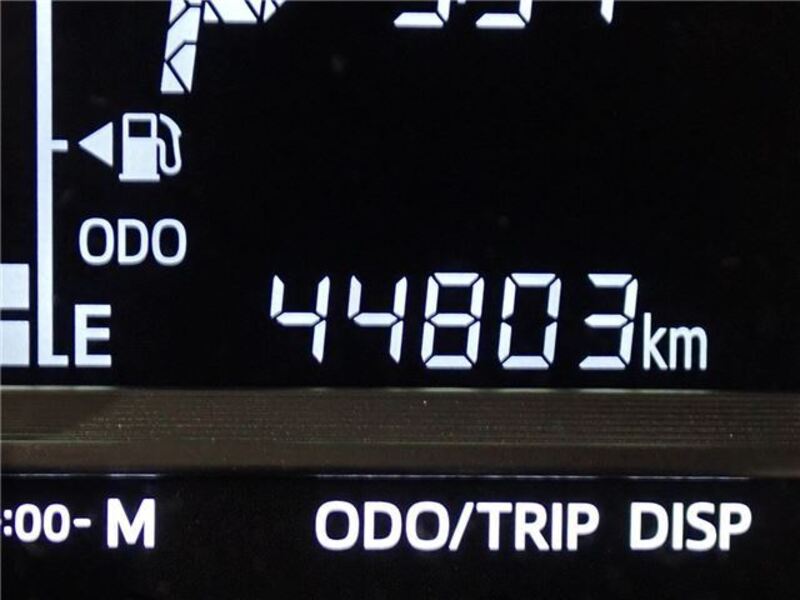 ODO
E 44803km
:00- M ODO/TRIP DISP